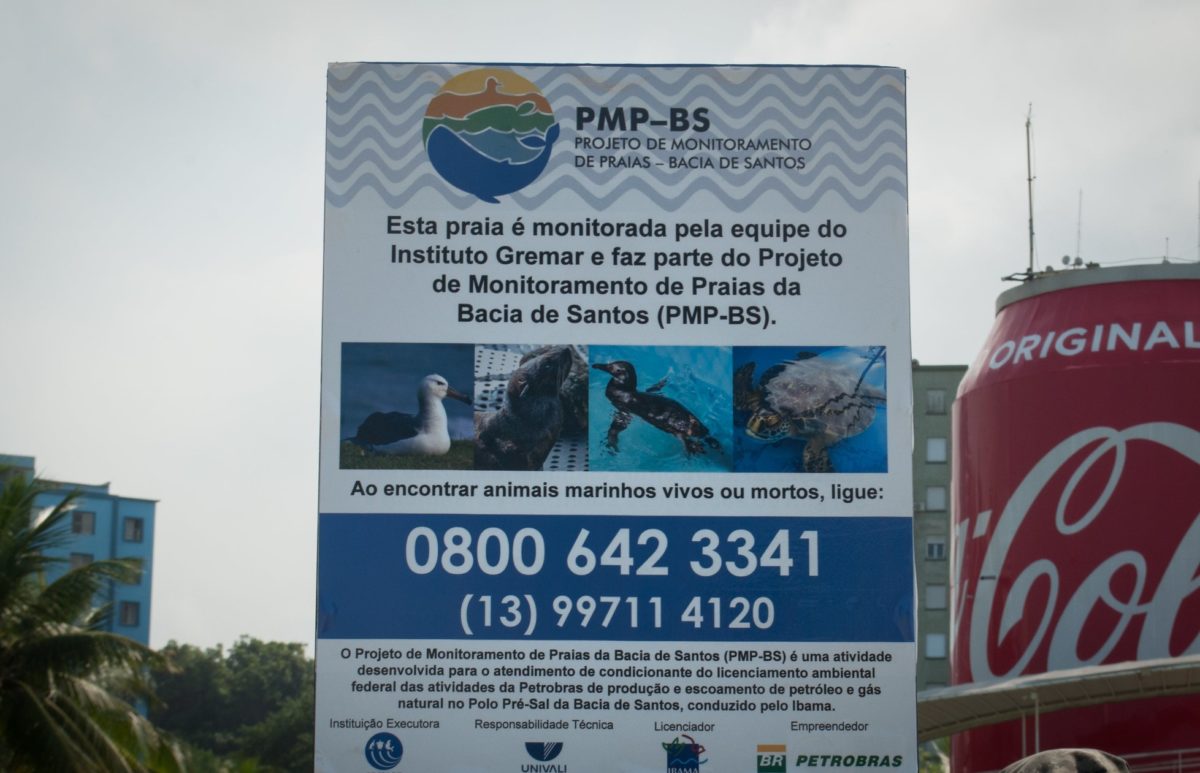 PMP–BS
PROJETO DE MONITORAMENTO
DE PRAIAS – BACIA DE SANTOS
Esta praia é monitorada pela equipe do
Instituto Gremar e faz parte do Projeto
de Monitoramento de Praias da
Bacia de Santos (PMP-BS).
Ao encontrar animais marinhos vivos ou mortos, ligue:
0800 642 3341
(13) 99711 4120
O Projeto de Monitoramento de Praias da Bacia de Santos (PMP-BS) é uma atividade
desenvolvida para o atendimento de condicionante do licenciamento ambiental
federal das atividades da Petrobras de produção e escoamento de petróleo e gás
natural no Polo Pré-Sal da Bacia de Santos, conduzido pelo Ibama.
Instituição Executora
Responsabilidade Técnica
Licenciador
Empreendedor
UNIVALI
IBAMA
BR PETROBRAS
ORIGINAL
Co